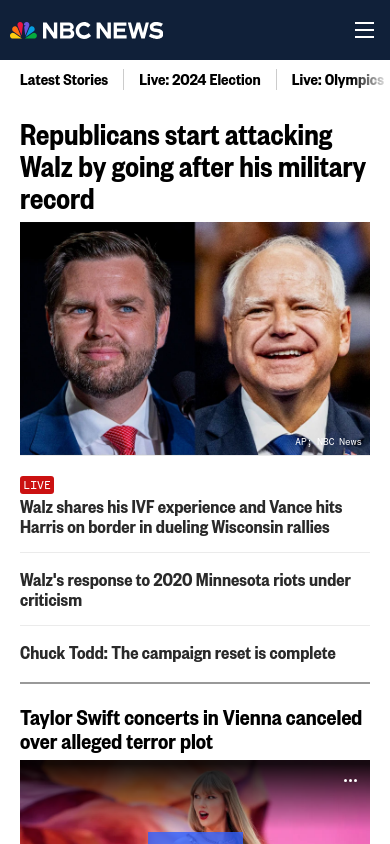 NBC NEWS
Latest Stories
Live: 2024 Election
Live: Olympics
Republicans start attacking
Walz by going after his military
record
AP; NBC News
LIVE
Walz shares his IVF experience and Vance hits
Harris on border in dueling Wisconsin rallies
Walz's response to 2020 Minnesota riots under
criticism
Chuck Todd: The campaign reset is complete
Taylor Swift concerts in Vienna canceled
over alleged terror plot